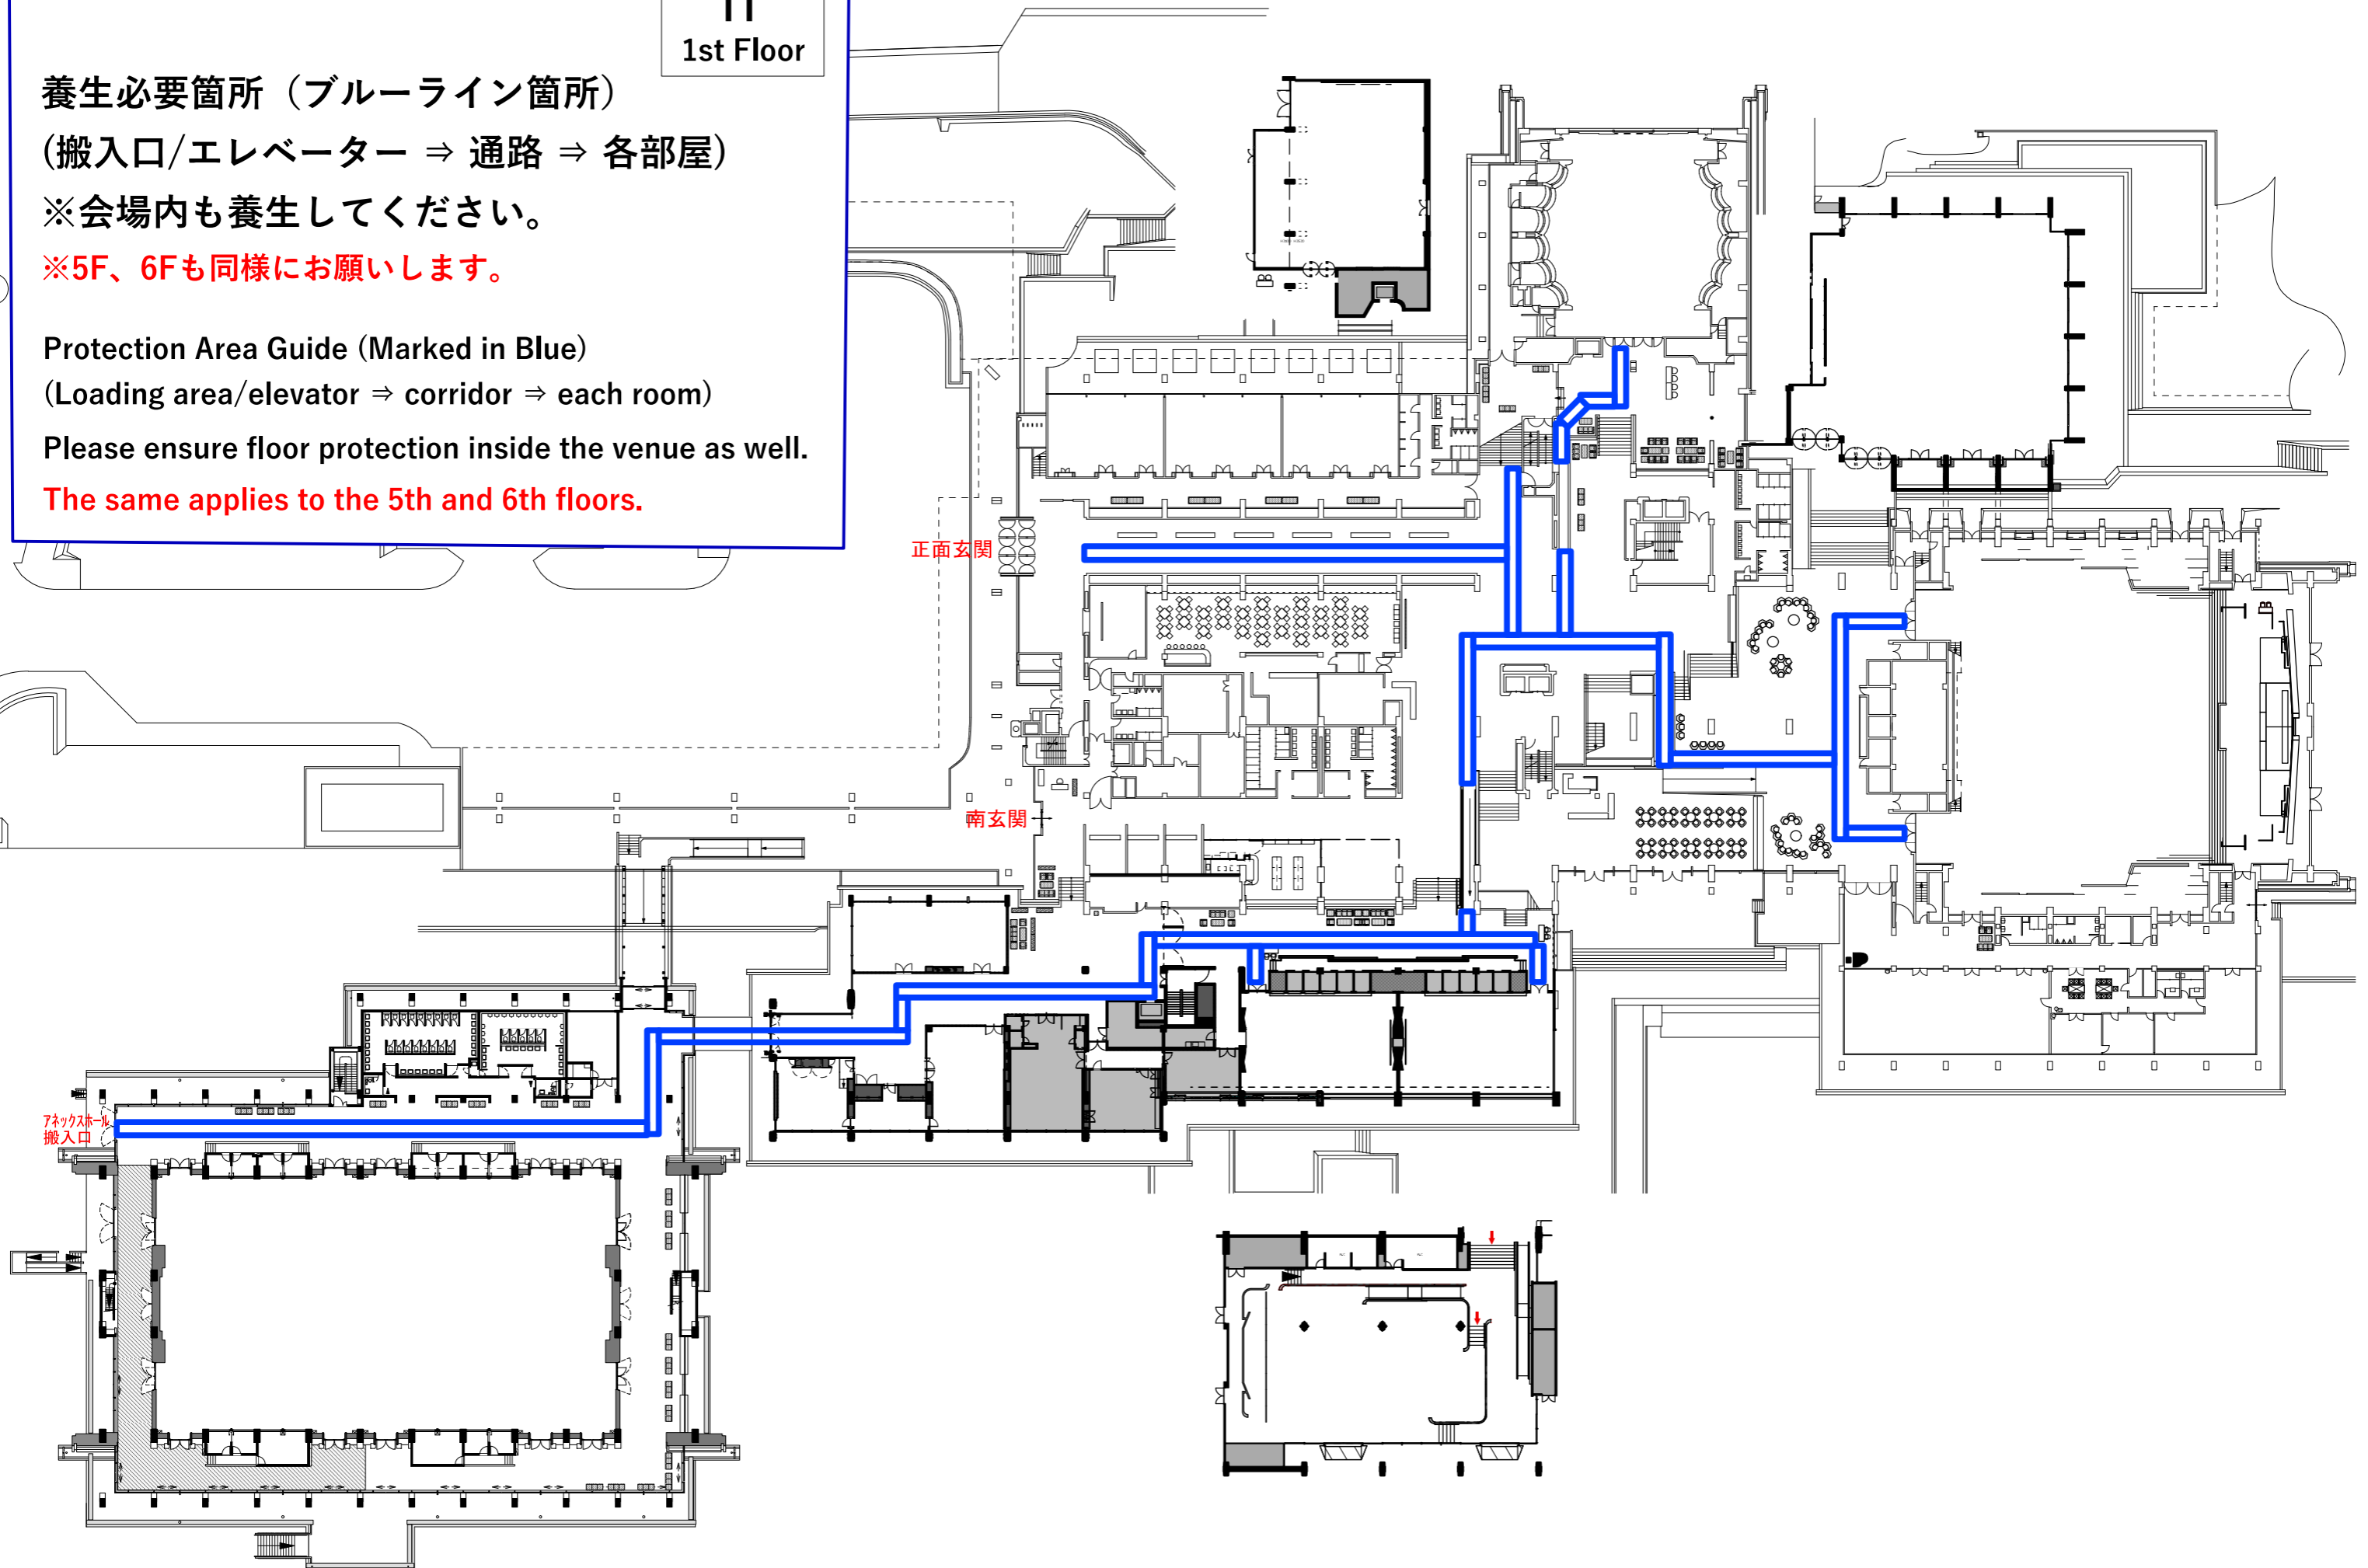 1st Floor
養生必要箇所（ブルーライン箇所）
(搬入口/エレベーター ⇒ 通路 ⇒ 各部屋)
※会場内も養生してください。
※5F、6Fも同様にお願いします。
Protection Area Guide (Marked in Blue)
(Loading area/elevator ⇒ corridor ⇒ each room)
Please ensure floor protection inside the venue as well.
The same applies to the 5th and 6th floors.
正面玄関
南玄関
アネックスホール
搬入口